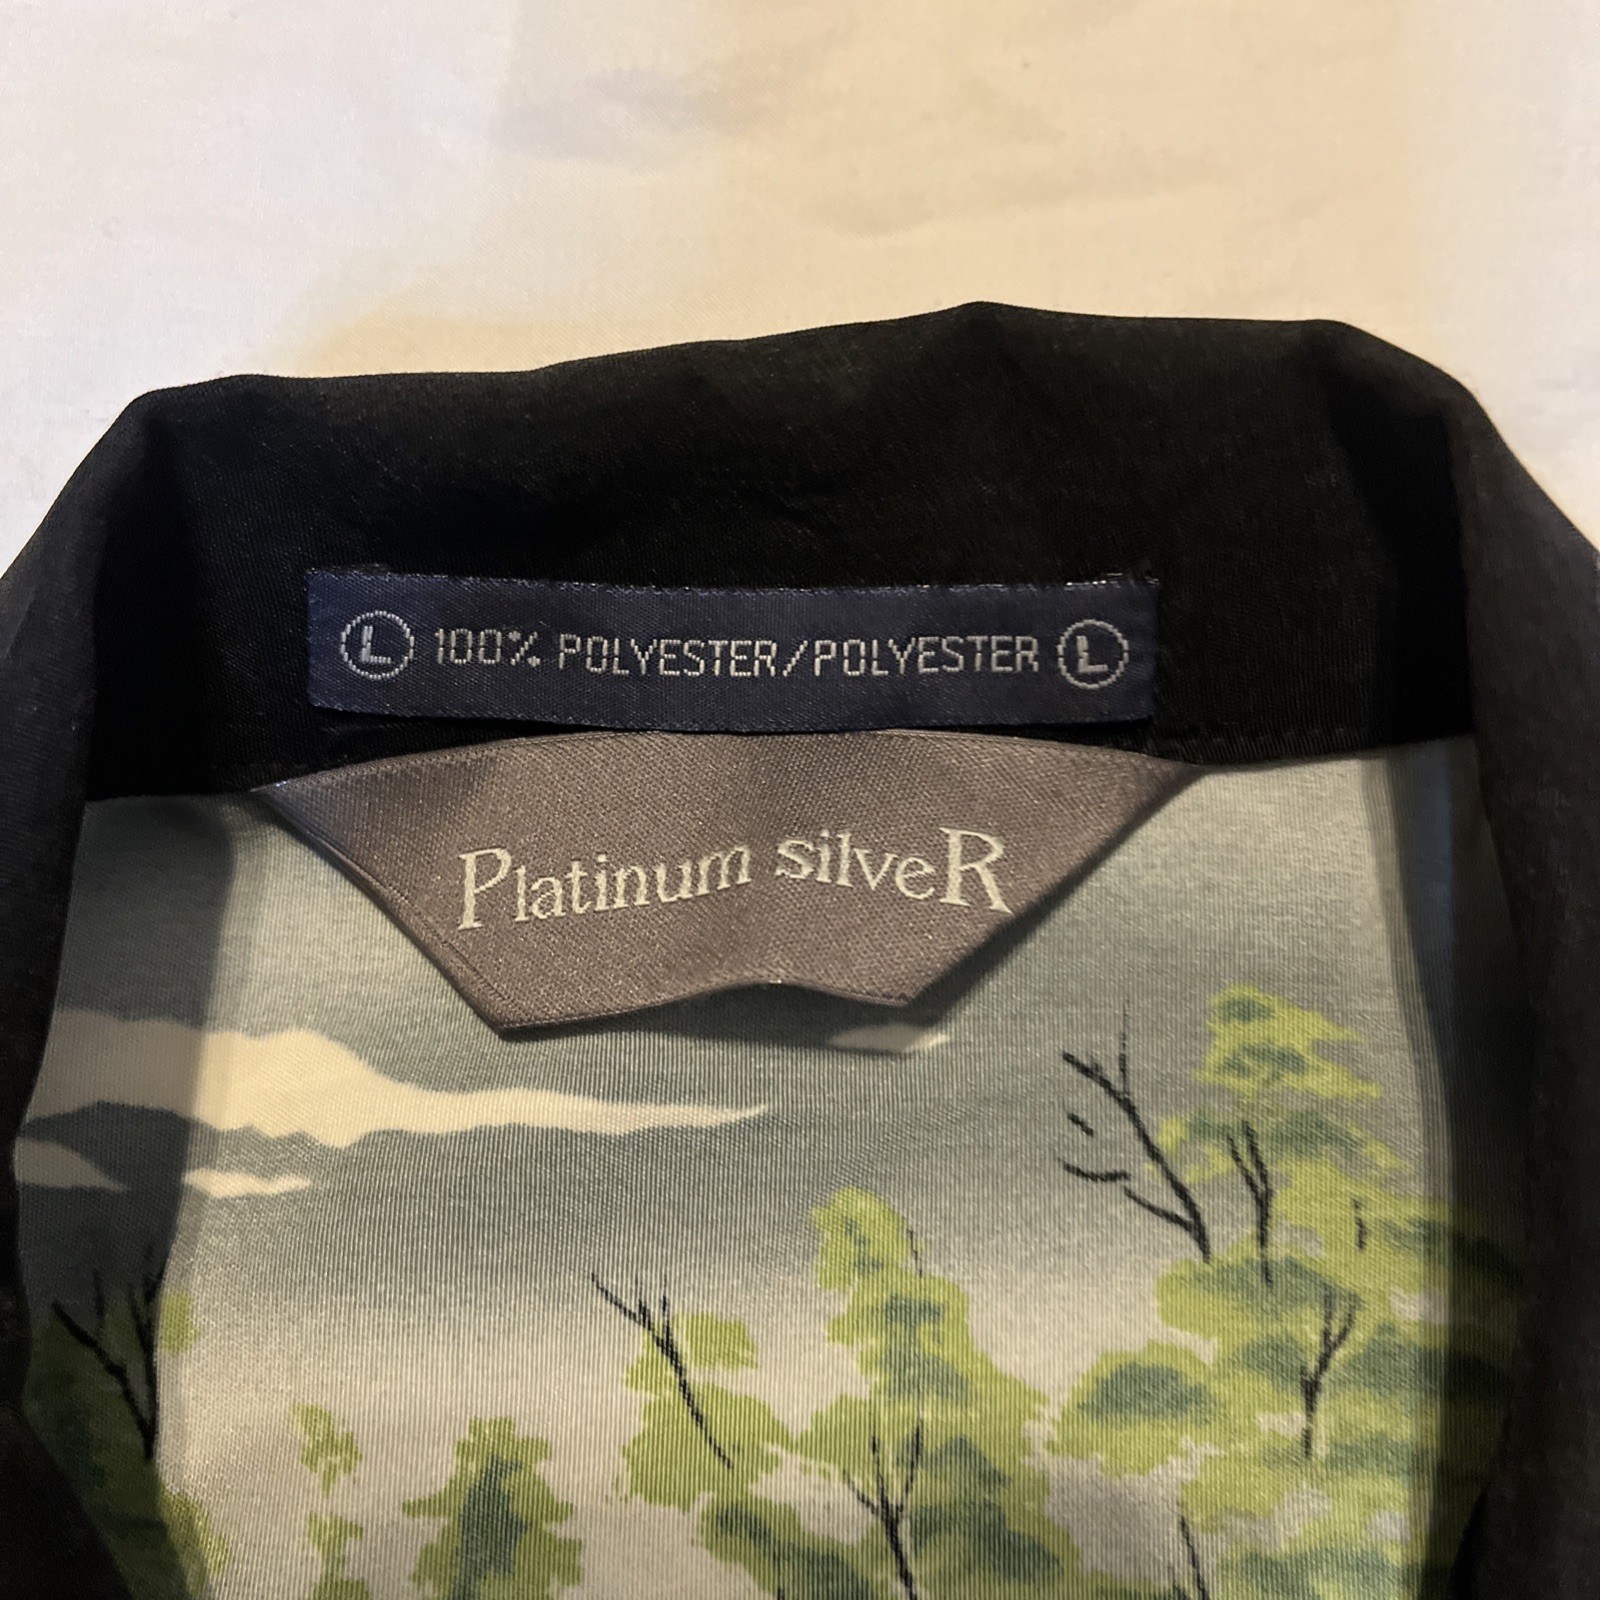 L 100% POLYESTER/POLYESTER L
Platinum silveR